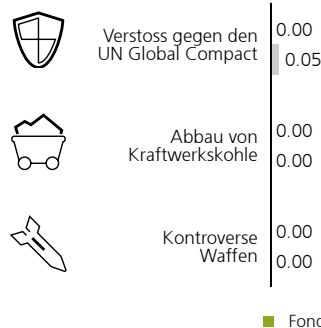 Verstoss gegen den
UN Global Compact
0.00
0.05
Abbau von
Kraftwerkskohle
0.00
0.00
Kontroverse
Waffen
0.00
0.00